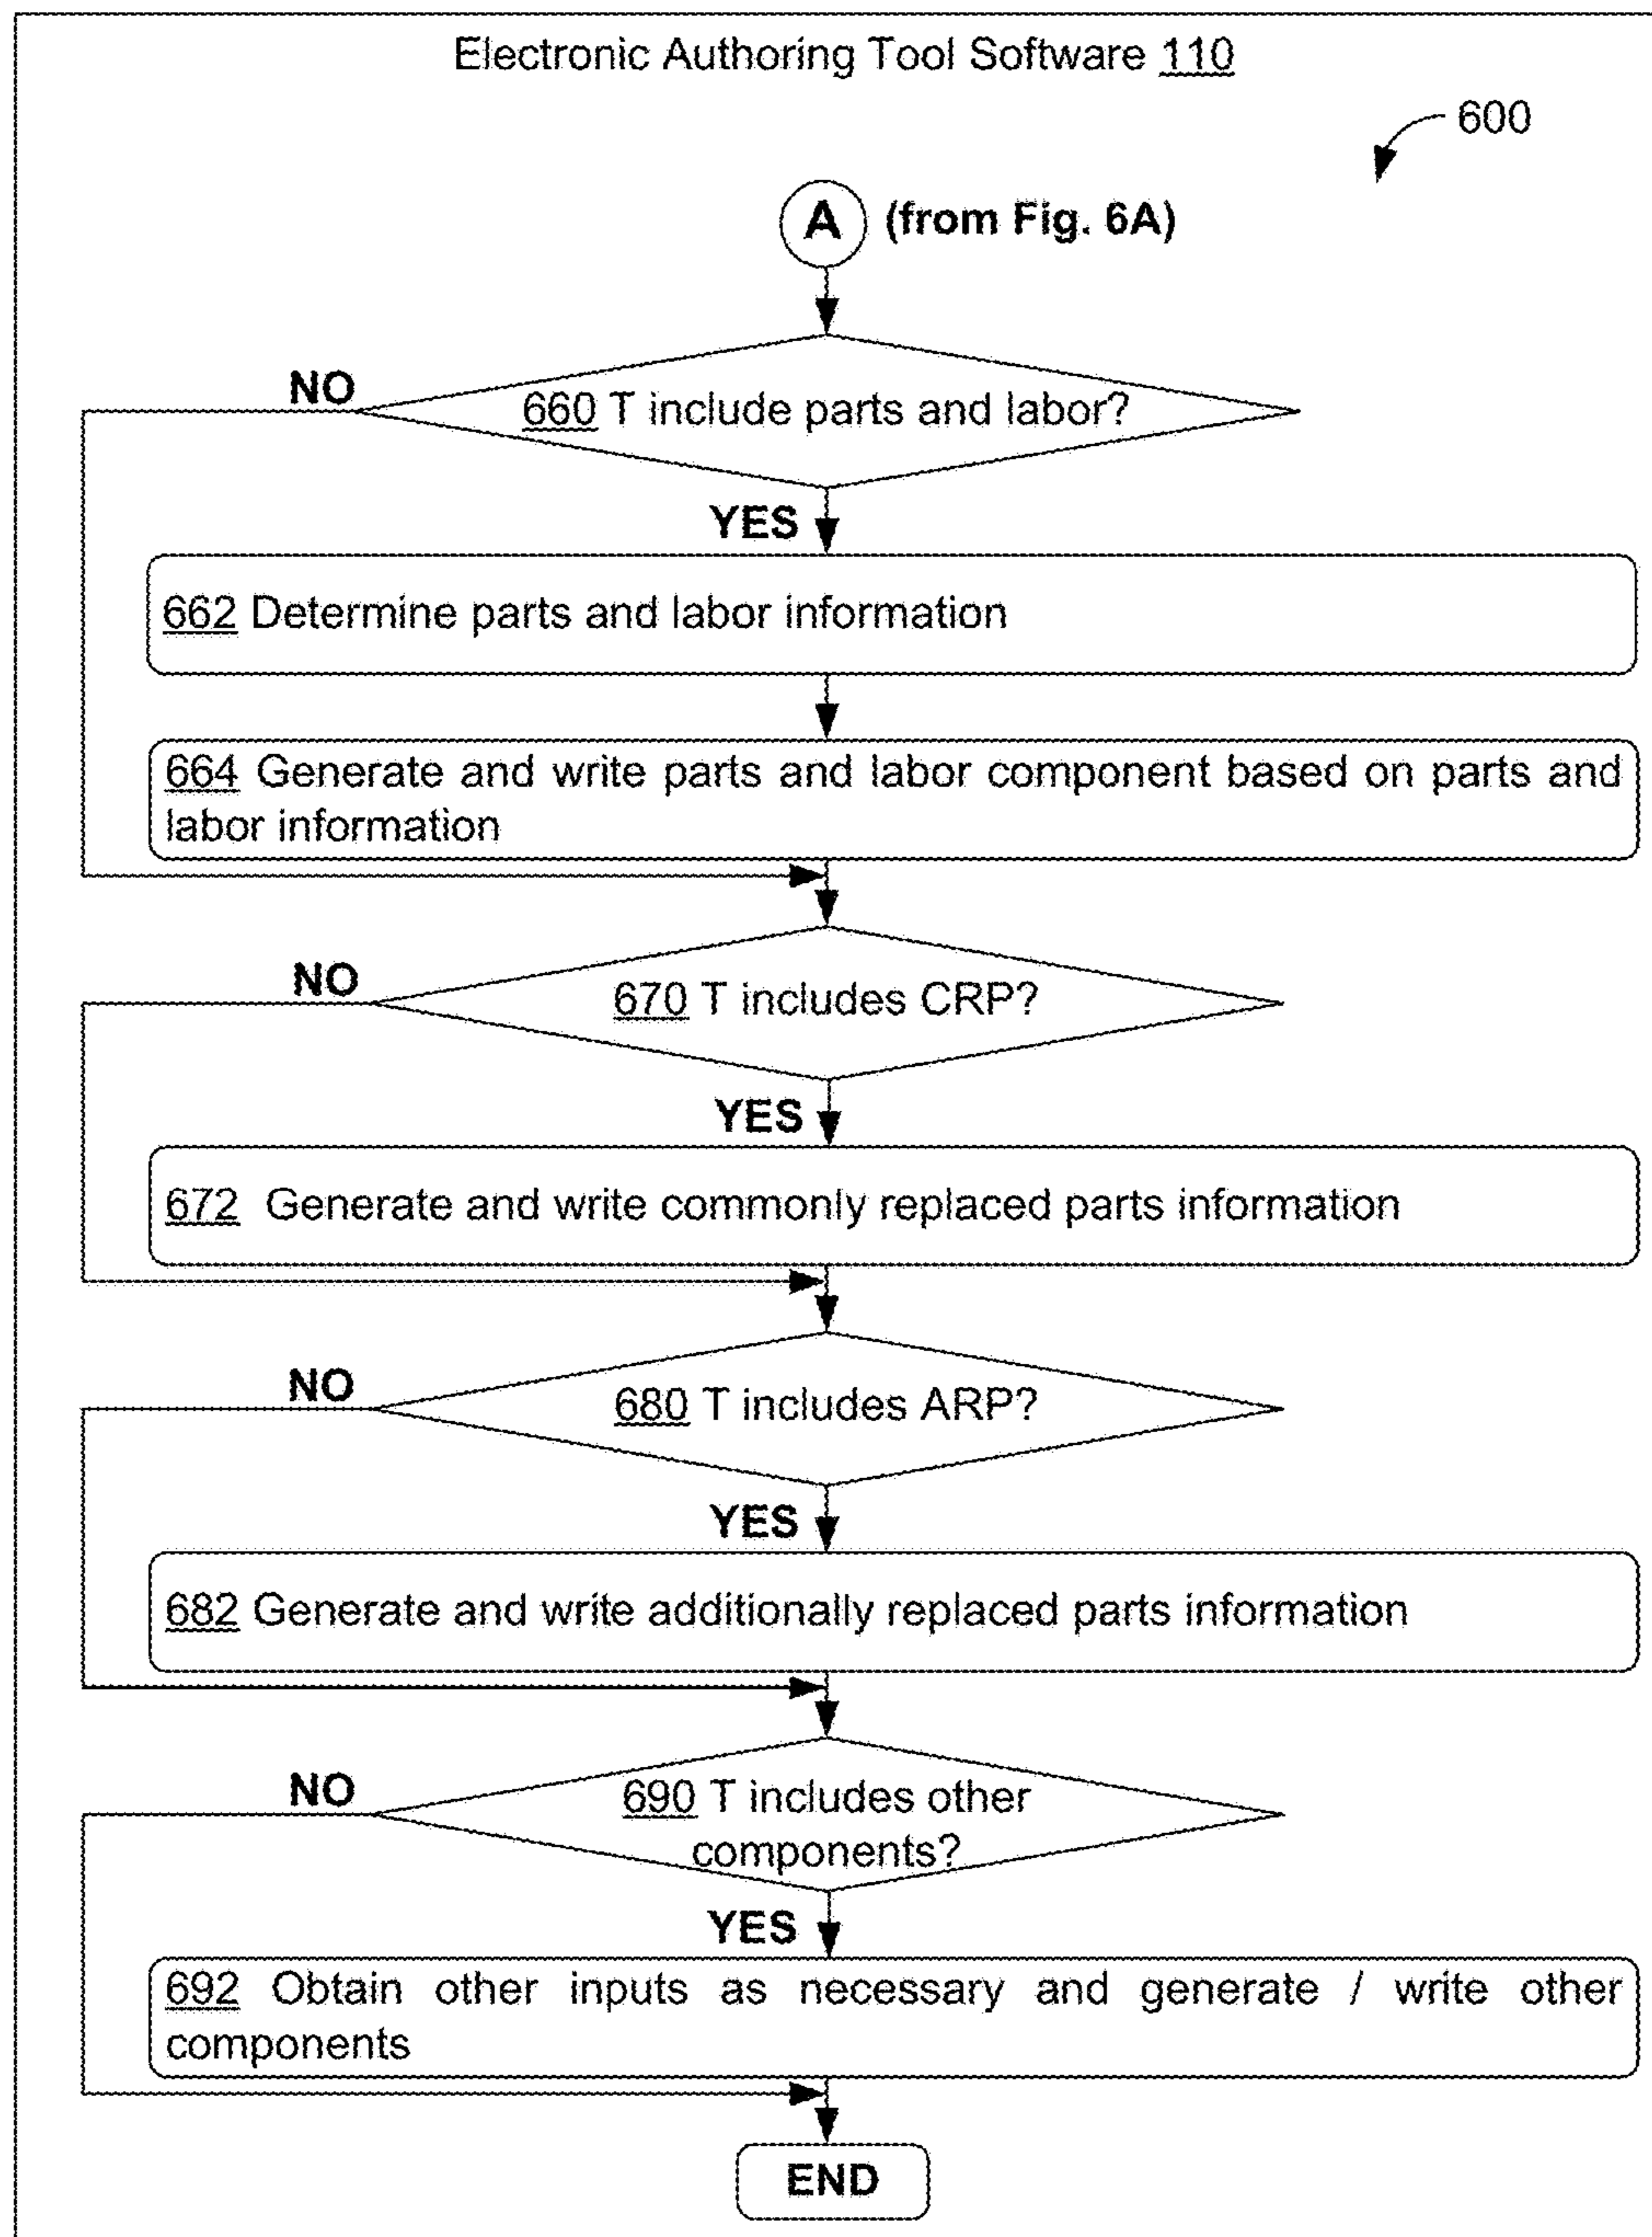 Electronic Authoring Tool Software 110
600
A (from Fig. 6A)
NO
660 T include parts and labor?
YES
662 Determine parts and labor information
664 Generate and write parts and labor component based on parts and
labor information
NO
670 T includes CRP?
YES
672 Generate and write commonly replaced parts information
NO
680 T includes ARP?
YES
682 Generate and write additionally replaced parts information
NO
690 T includes other
components?
YES
692 Obtain other inputs as necessary and generate / write other
components
END